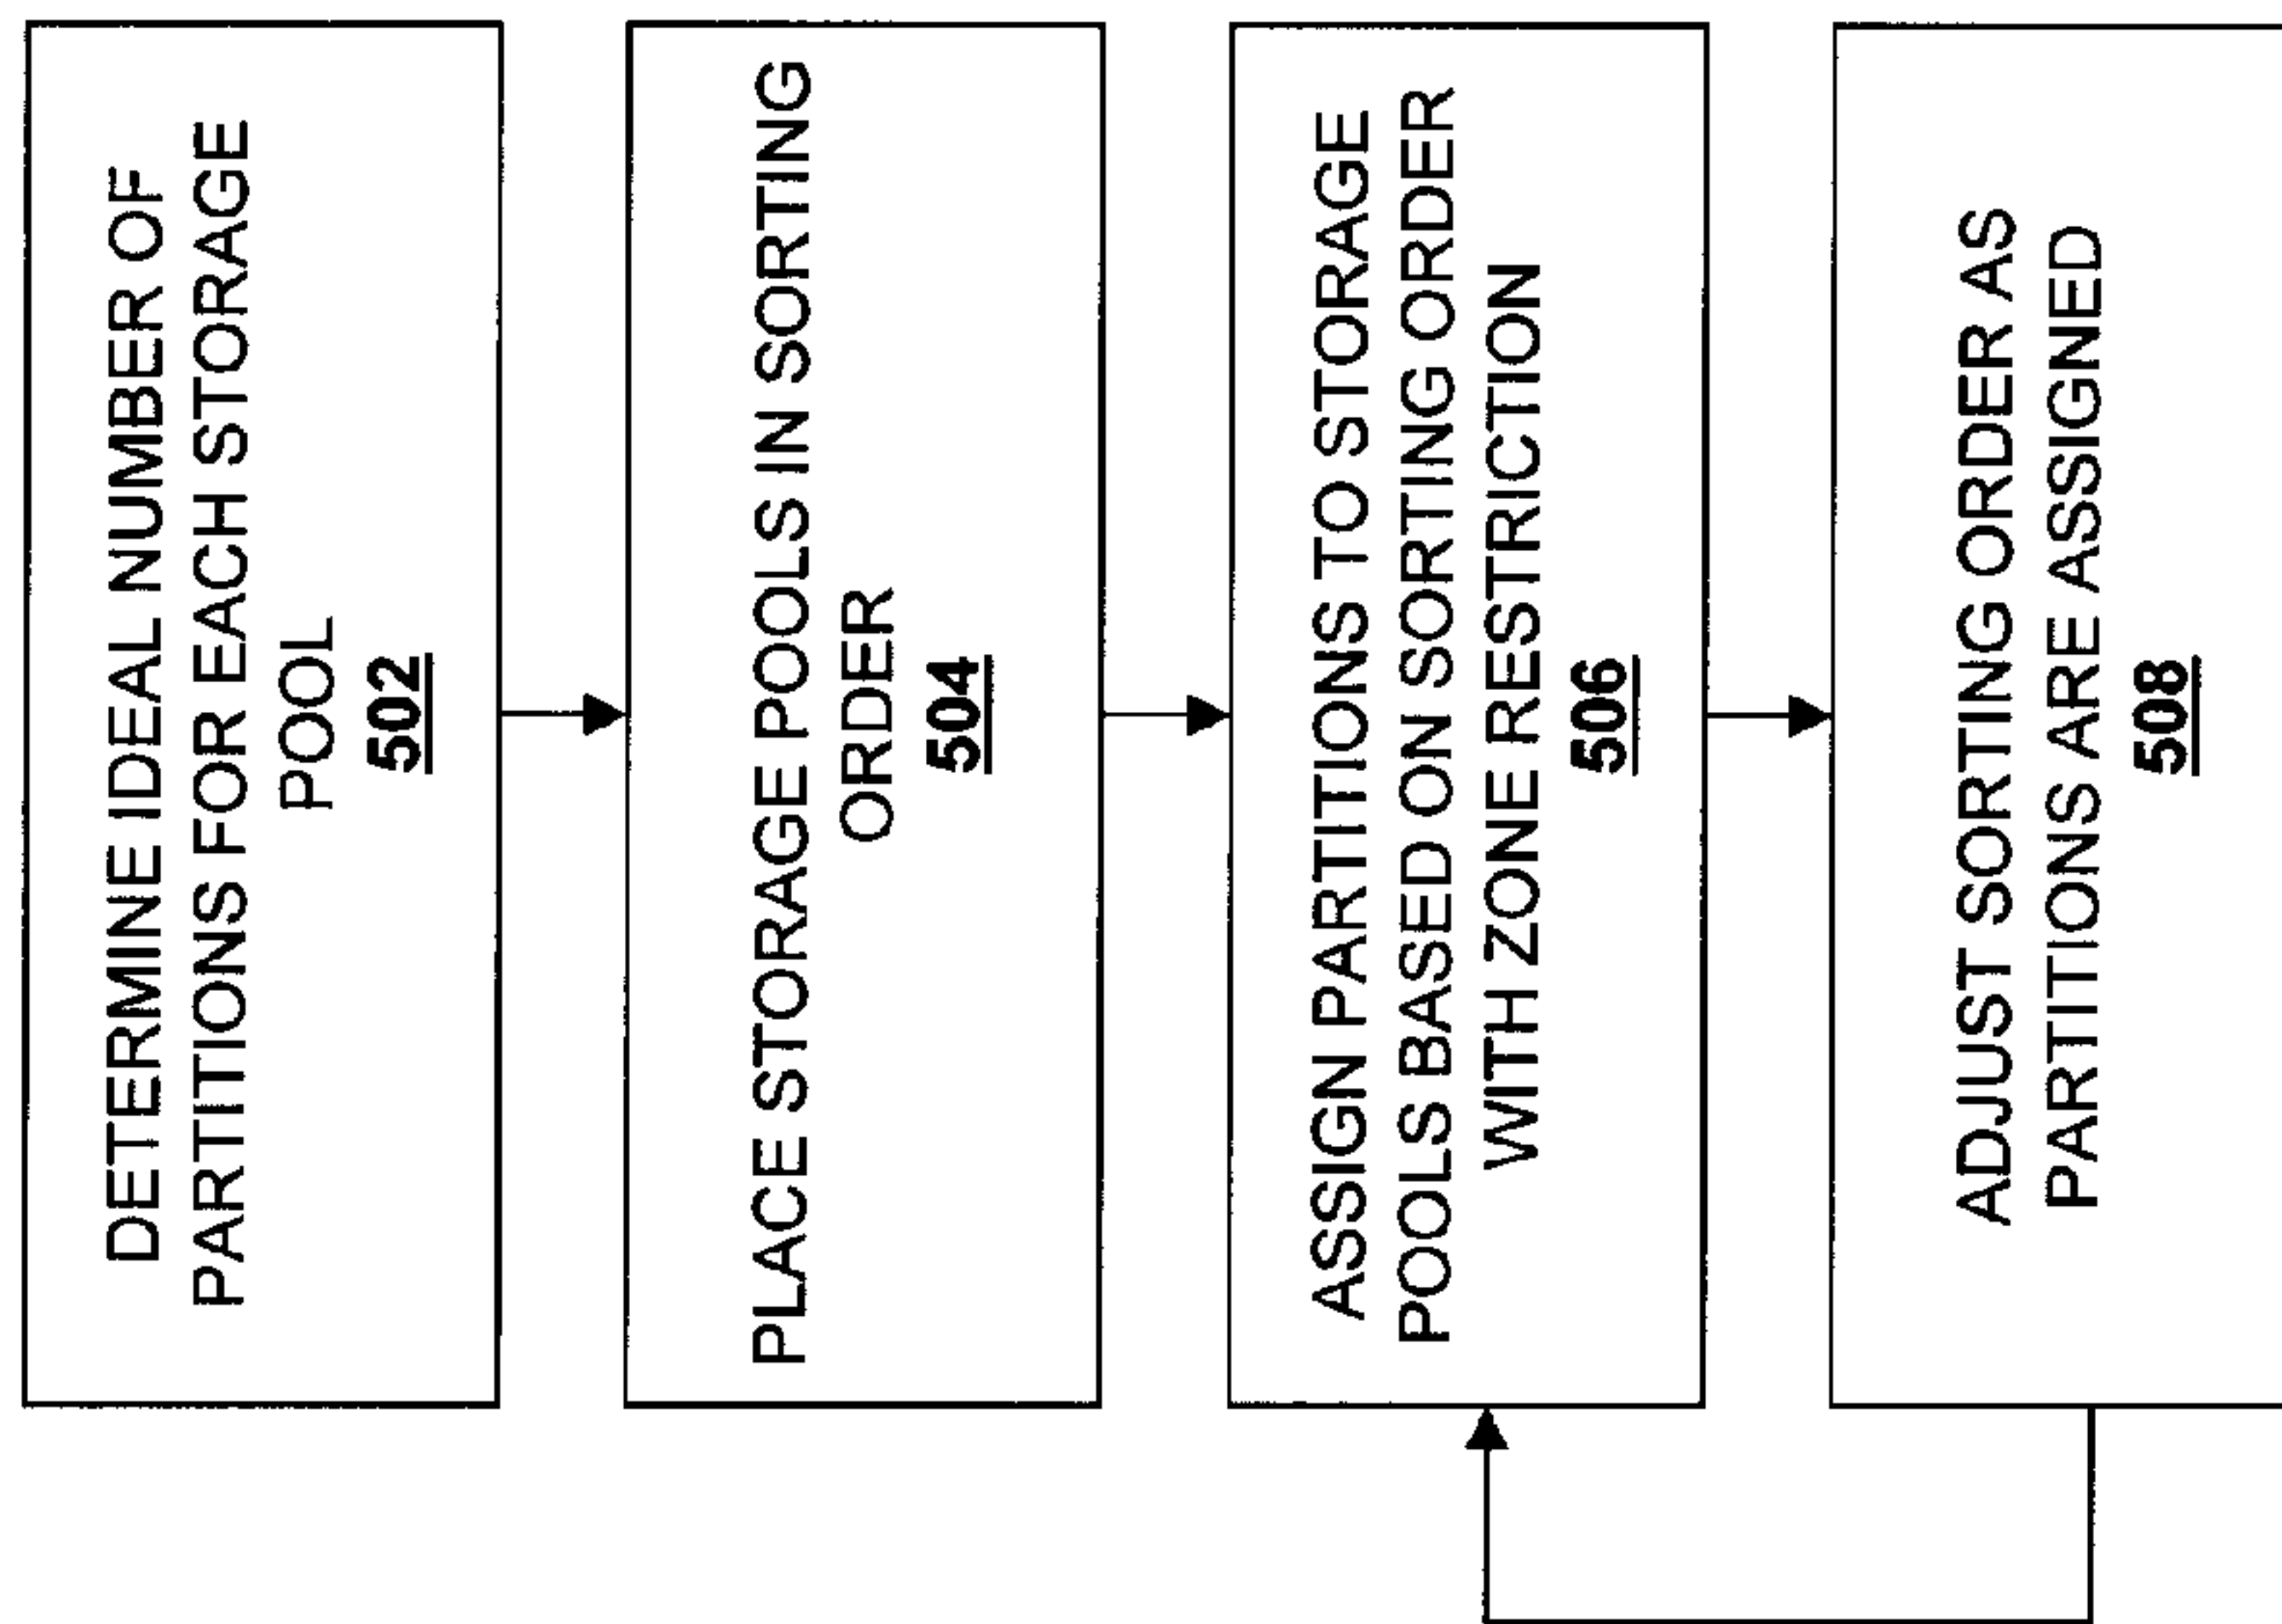 DETERMINE IDEAL NUMBER OF
PARTITIONS FOR EACH STORAGE
POOL
502
PLACE STORAGE POOLS IN SORTING
ORDER
504
ASSIGN PARTITIONS TO STORAGE
POOLS BASED ON SORTING ORDER
WITH ZONE RESTRICTION
506
ADJUST SORTING ORDER AS
PARTITIONS ARE ASSIGNED
508